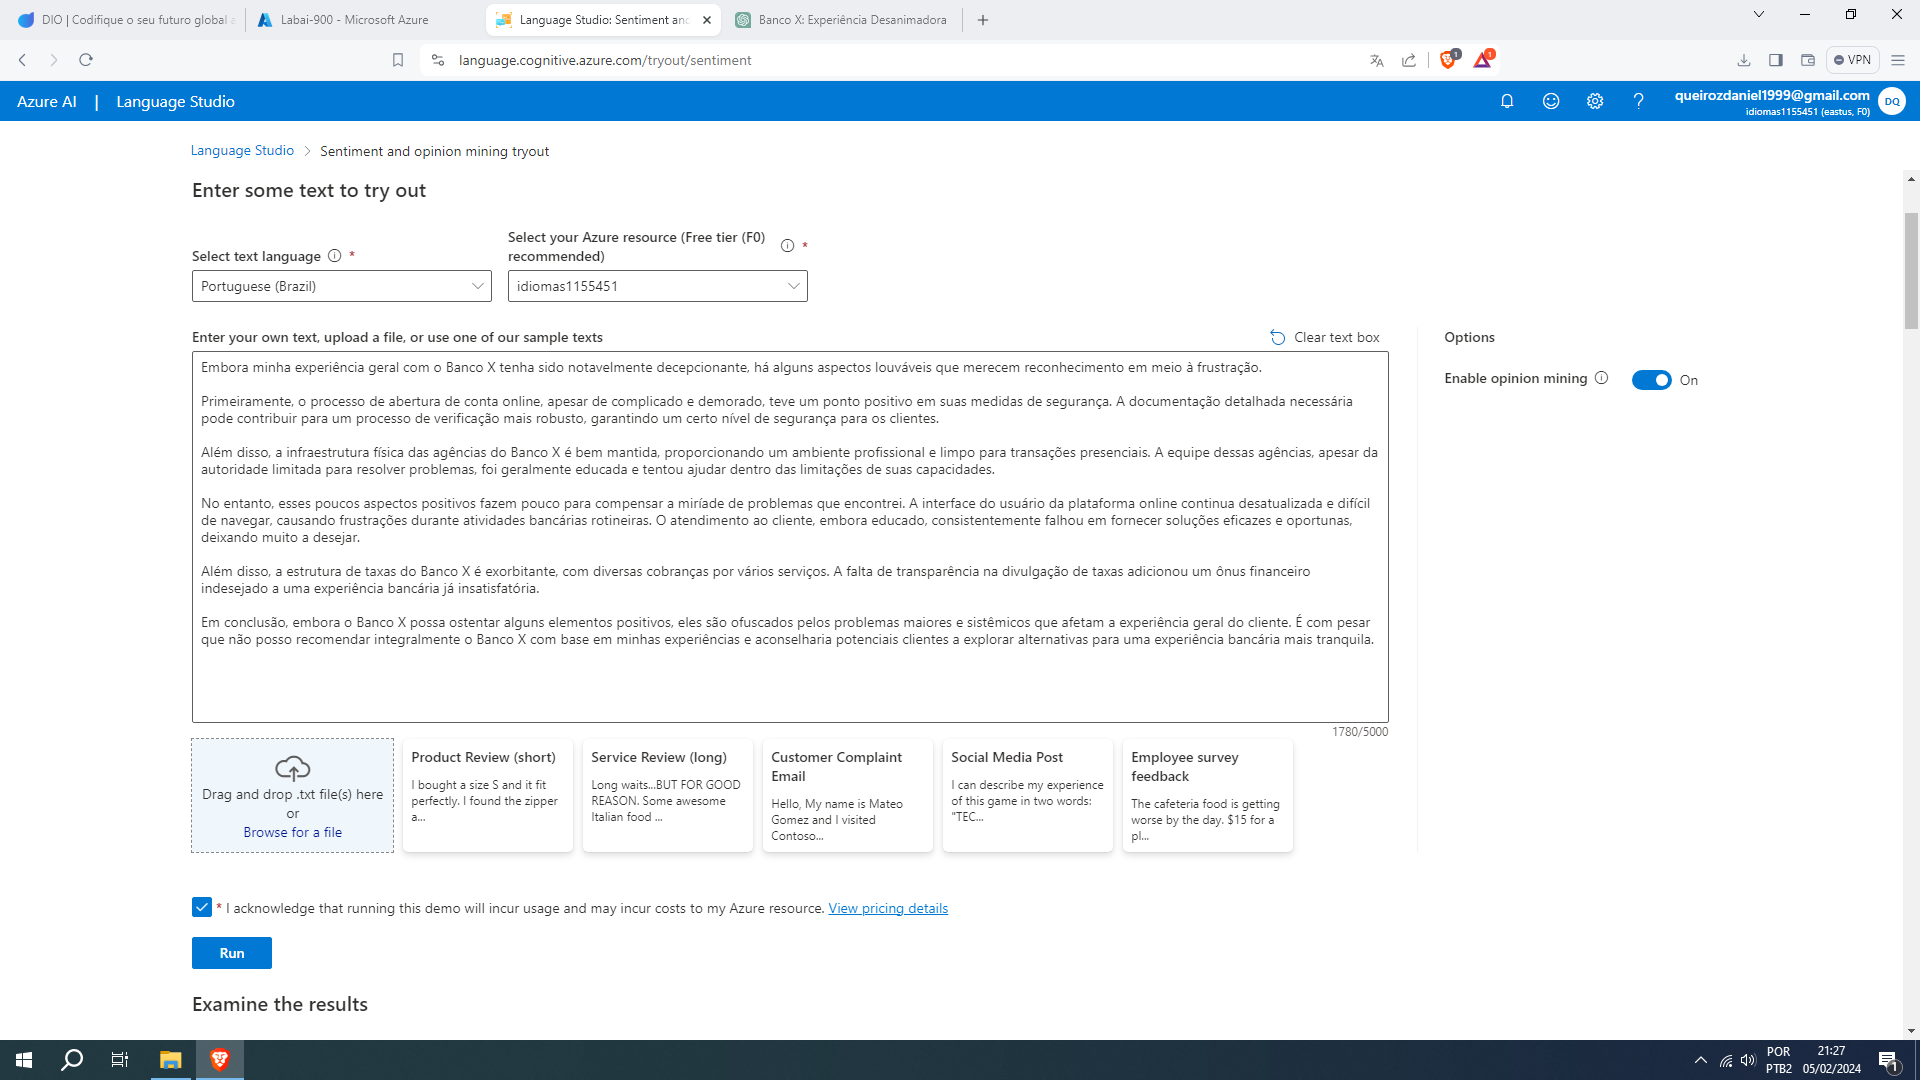 DIO | Codifique o seu futuro global a
Labai-900 - Microsoft Azure
Language Studio: Sentiment and
Banco X: Experiência Desanimadora
language.cognitive.azure.com/tryout/sentiment
1
1
VPN
Azure AI | Language Studio
queirozdaniel1999@gmail.com
idiomas1155451 (eastus, F0)
DQ
Language Studio > Sentiment and opinion mining tryout
Enter some text to try out
Select text language *
Select your Azure resource (Free tier (F0)
recommended) *
Portuguese (Brazil)
idiomas1155451
Enter your own text, upload a file, or use one of our sample texts
Clear text box
Options
Enable opinion mining
On
Embora minha experiência geral com o Banco X tenha sido notavelmente decepcionante, há alguns aspectos louváveis que merecem reconhecimento em meio à frustração.
Primeiramente, o processo de abertura de conta online, apesar de complicado e demorado, teve um ponto positivo em suas medidas de segurança. A documentação detalhada necessária
pode contribuir para um processo de verificação mais robusto, garantindo um certo nível de segurança para os clientes.
Além disso, a infraestrutura física das agências do Banco X é bem mantida, proporcionando um ambiente profissional e limpo para transações presenciais. A equipe dessas agências, apesar da
autoridade limitada para resolver problemas, foi geralmente educada e tentou ajudar dentro das limitações de suas capacidades.
No entanto, esses poucos aspectos positivos fazem pouco para compensar a miríade de problemas que encontrei. A interface do usuário da plataforma online continua desatualizada e difícil
de navegar, causando frustrações durante atividades bancárias rotineiras. O atendimento ao cliente, embora educado, consistentemente falhou em fornecer soluções eficazes e oportunas,
deixando muito a desejar.
Além disso, a estrutura de taxas do Banco X é exorbitante, com diversas cobranças por vários serviços. A falta de transparência na divulgação de taxas adicionou um ônus financeiro
indesejado a uma experiência bancária já insatisfatória.
Em conclusão, embora o Banco X possa ostentar alguns elementos positivos, eles são ofuscados pelos problemas maiores e sistêmicos que afetam a experiência geral do cliente. É com pesar
que não posso recomendar integralmente o Banco X com base em minhas experiências e aconselharia potenciais clientes a explorar alternativas para uma experiência bancária mais tranquila.
1780/5000
Drag and drop .txt file(s) here
or
Browse for a file
Product Review (short)
I bought a size S and it fit
perfectly. I found the zipper
a...
Service Review (long)
Long waits...BUT FOR GOOD
REASON. Some awesome
Italian food ...
Customer Complaint
Email
Hello, My name is Mateo
Gomez and I visited
Contoso...
Social Media Post
I can describe my experience
of this game in two words:
"TEC...
Employee survey
feedback
The cafeteria food is getting
worse by the day. $15 for a
pl...
* I acknowledge that running this demo will incur usage and may incur costs to my Azure resource. View pricing details
Run
Examine the results
POR
PTB2
21:27
05/02/2024
1